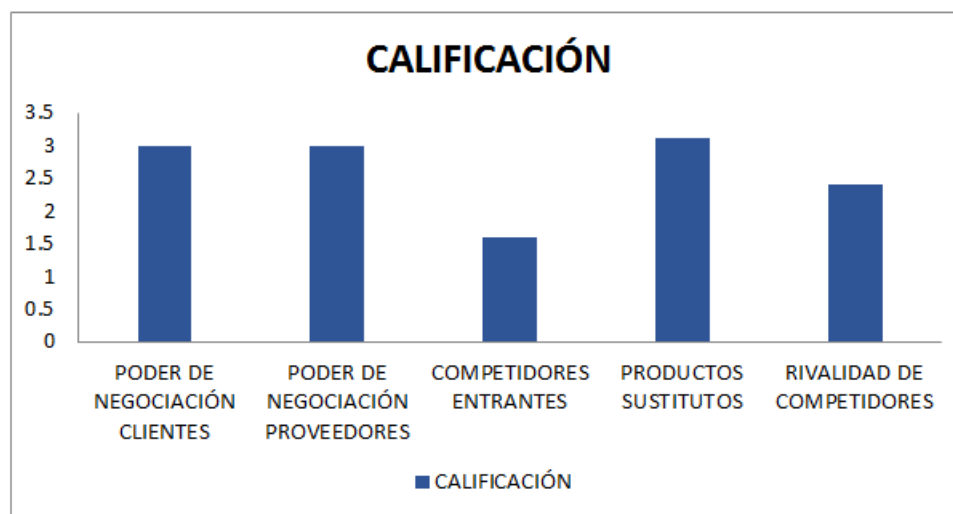 CALIFICACIÓN
3.5
3
2.5
2
1.5
1
0.5
0
PODER DE
NEGOCIACIÓN
CLIENTES
PODER DE
NEGOCIACIÓN
PROVEEDORES
COMPETIDORES
ENTRANTES
PRODUCTOS
SUSTITUTOS
RIVALIDAD DE
COMPETIDORES
CALIFICACIÓN